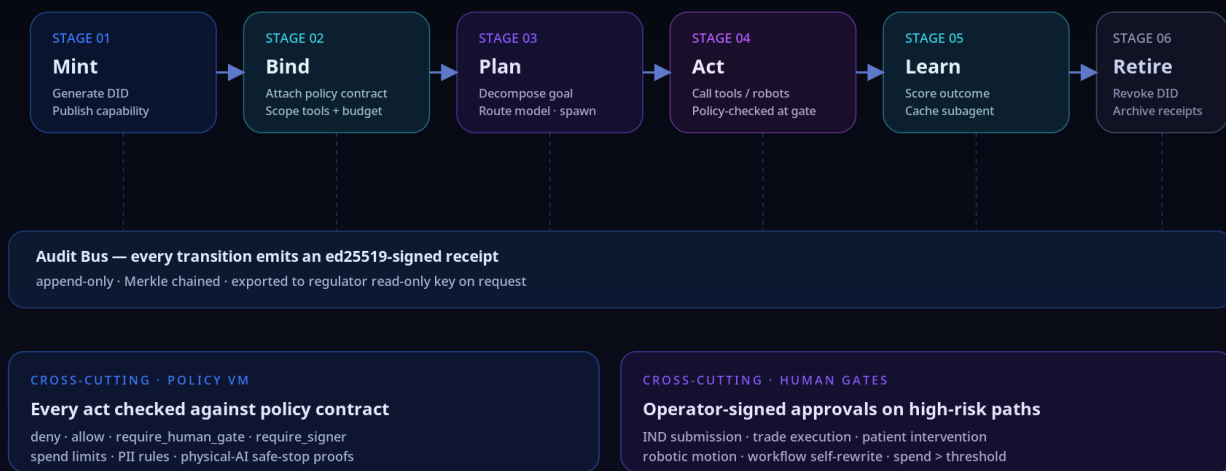 STAGE 01
Mint
Generate DID
Publish capability
STAGE 02
Bind
Attach policy contract
Scope tools + budget
STAGE 03
Plan
Decompose goal
Route model · spawn
STAGE 04
Act
Call tools / robots
Policy-checked at gate
STAGE 05
Learn
Score outcome
Cache subagent
STAGE 06
Retire
Revoke DID
Archive receipts
Audit Bus — every transition emits an ed25519-signed receipt
append-only · Merkle chained · exported to regulator read-only key on request
CROSS-CUTTING · POLICY VM
Every act checked against policy contract
deny · allow · require_human_gate · require_signer
spend limits · PII rules · physical-AI safe-stop proofs
CROSS-CUTTING · HUMAN GATES
Operator-signed approvals on high-risk paths
IND submission · trade execution · patient intervention
robotic motion · workflow self-rewrite · spend > threshold